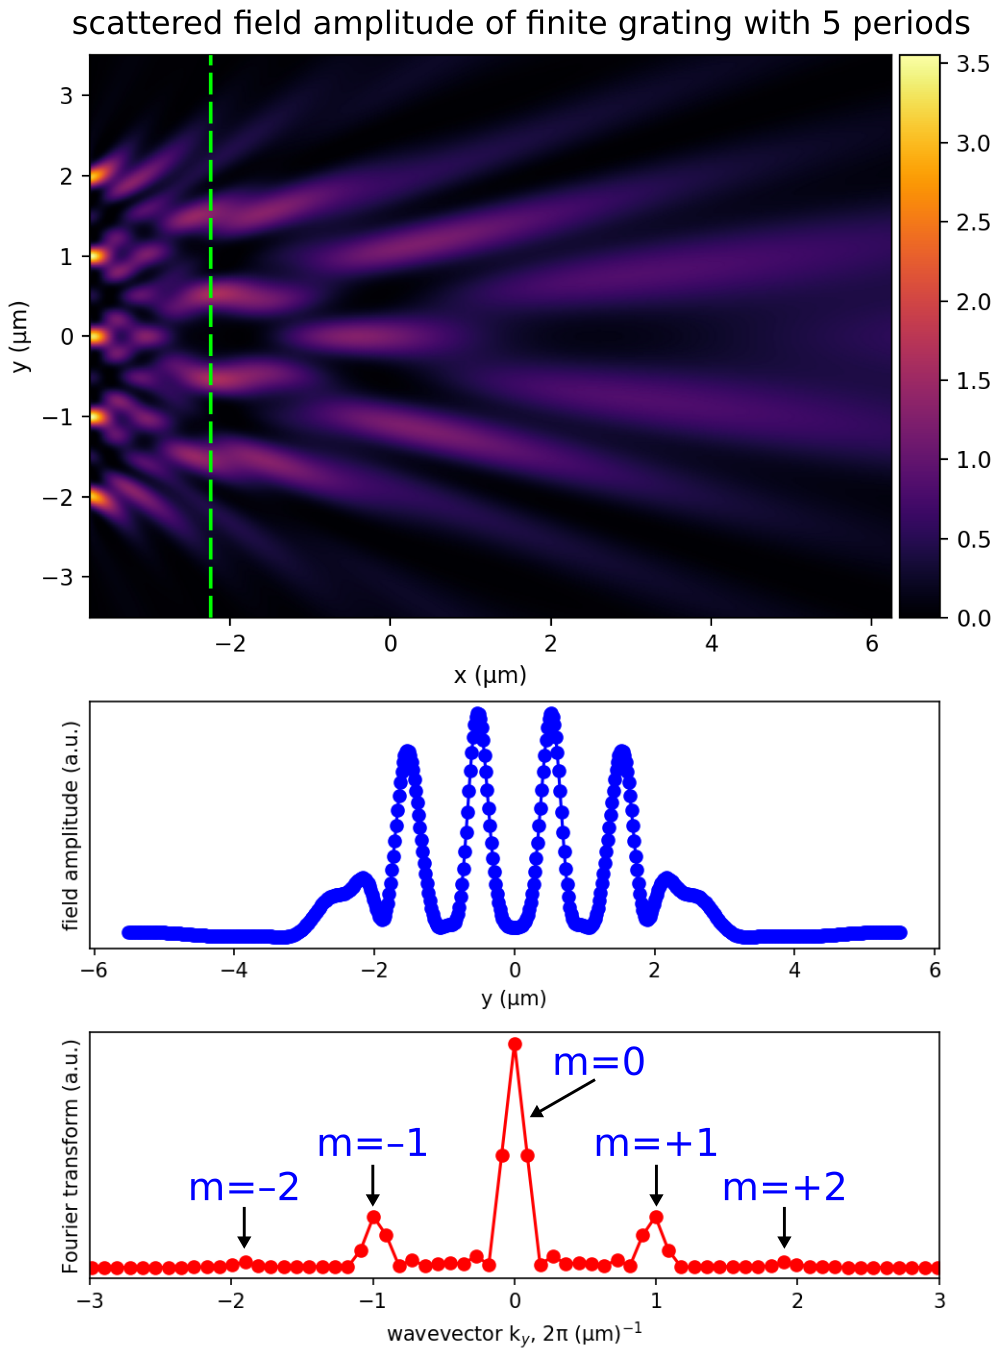 scattered field amplitude of finite grating with 5 periods
3
2
1
0
−1
−2
−3
y (μm)
−2
0
2
4
6
x (μm)
3.5
3.0
2.5
2.0
1.5
1.0
0.5
0.0
field amplitude (a.u.)
−6
−4
−2
0
2
4
6
y (μm)
Fourier transform (a.u.)
m=0
m=–1
m=+1
m=–2
m=+2
−3
−2
−1
0
1
2
3
wavevector k_y, 2π (μm)⁻¹